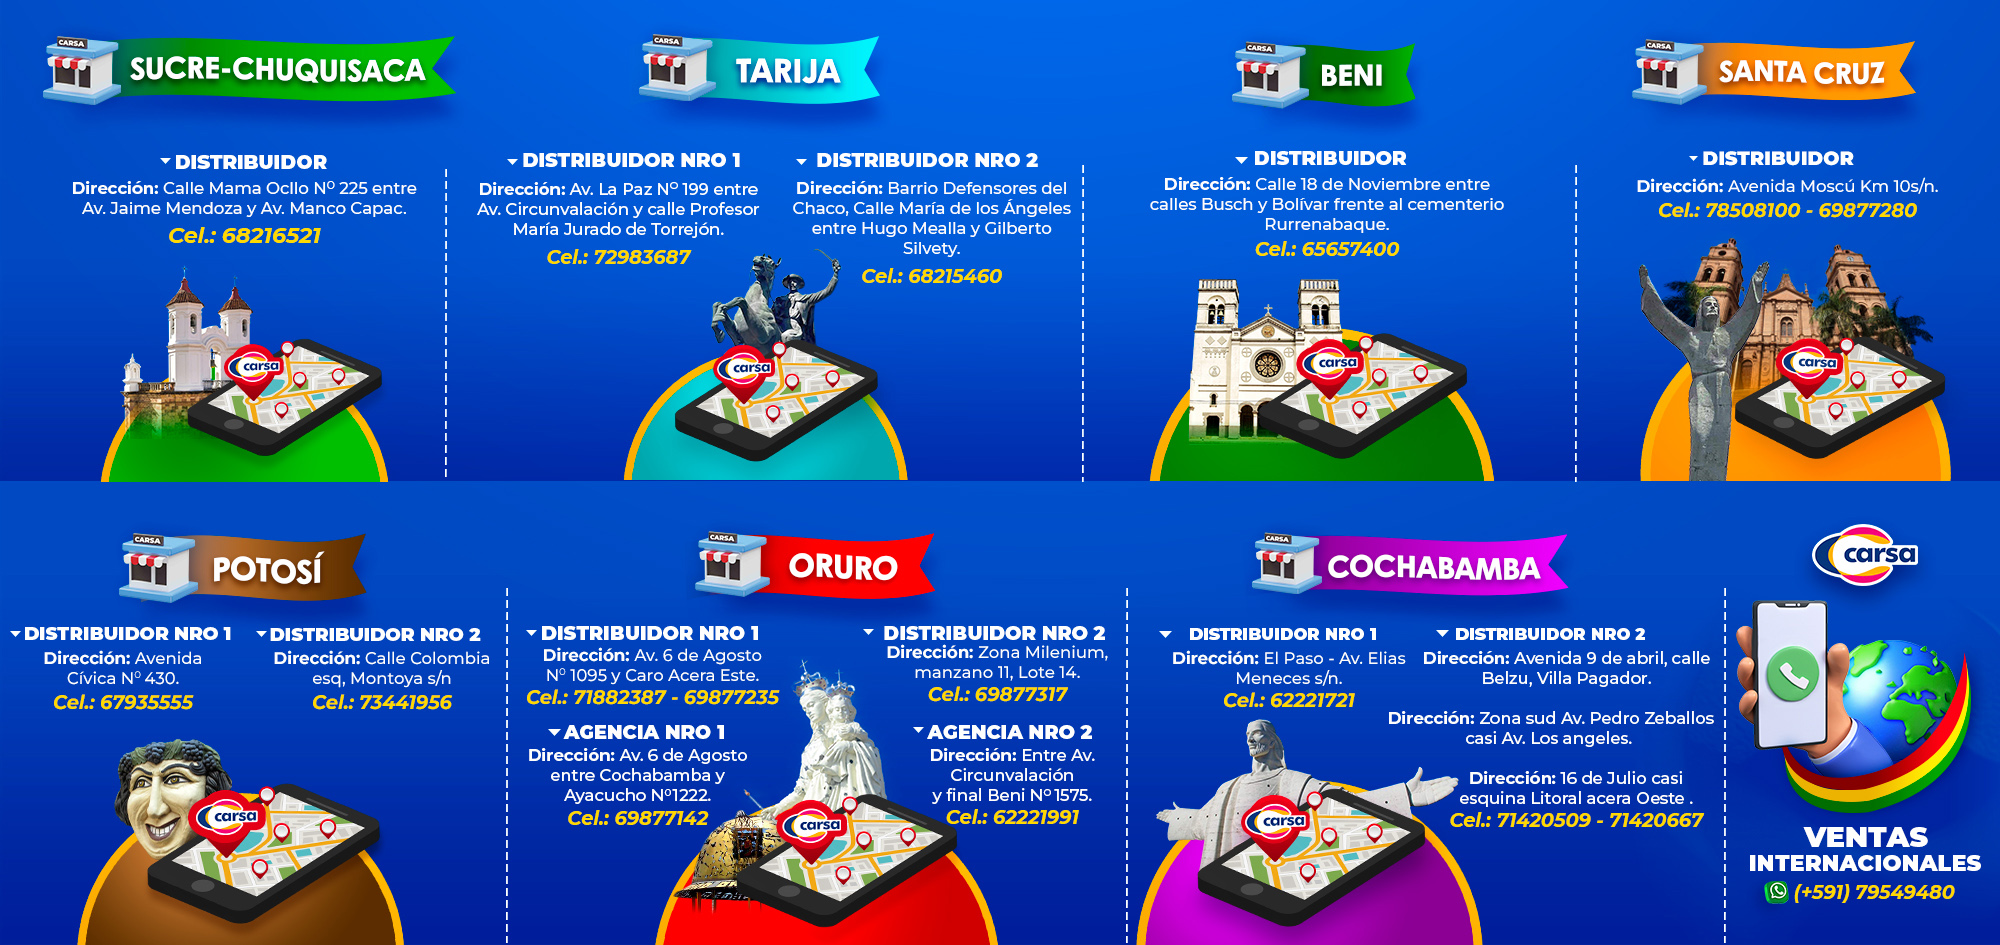 CARSA
SUCRE-CHUQUISACA
DISTRIBUIDOR
Dirección: Calle Mama Ocllo Nº 225 entre
Av. Jaime Mendoza y Av. Manco Capac.
Cel.: 68216521
carsa
CARSA
TARIJA
DISTRIBUIDOR NRO 1
Dirección: Av. La Paz Nº 199 entre
Av. Circunvalación y calle Profesor
María Jurado de Torrejón.
Cel.: 72983687
DISTRIBUIDOR NRO 2
Dirección: Barrio Defensores del
Chaco, Calle María de los Ángeles
entre Hugo Mealla y Gilberto
Silvety.
Cel.: 68215460
carsa
CARSA
BENI
DISTRIBUIDOR
Dirección: Calle 18 de Noviembre entre
calles Busch y Bolívar frente al cementerio
Rurrenabaque.
Cel.: 65657400
carsa
CARSA
SANTA CRUZ
DISTRIBUIDOR
Dirección: Avenida Moscú Km 10s/n.
Cel.: 78508100 - 69877280
carsa
CARSA
POTOSÍ
DISTRIBUIDOR NRO 1
Dirección: Avenida
Cívica Nº 430.
Cel.: 67935555
DISTRIBUIDOR NRO 2
Dirección: Calle Colombia
esq, Montoya s/n
Cel.: 73441956
carsa
CARSA
ORURO
DISTRIBUIDOR NRO 1
Dirección: Av. 6 de Agosto
Nº 1095 y Caro Acera Este.
Cel.: 71882387 - 69877235
AGENCIA NRO 1
Dirección: Av. 6 de Agosto
entre Cochabamba y
Ayacucho Nº1222.
Cel.: 69877142
DISTRIBUIDOR NRO 2
Dirección: Zona Milenium,
manzano 11, Lote 14.
Cel.: 69877317
AGENCIA NRO 2
Dirección: Entre Av.
Circunvalación
y final Beni Nº 1575.
Cel.: 62221991
carsa
CARSA
COCHABAMBA
DISTRIBUIDOR NRO 1
Dirección: El Paso - Av. Elias
Meneces s/n.
Cel.: 62221721
DISTRIBUIDOR NRO 2
Dirección: Avenida 9 de abril, calle
Belzu, Villa Pagador.
Dirección: Zona sud Av. Pedro Zeballos
casi Av. Los angeles.
Dirección: 16 de Julio casi
esquina Litoral acera Oeste .
Cel.: 71420509 - 71420667
carsa
carsa
VENTAS
INTERNACIONALES
(+591) 79549480